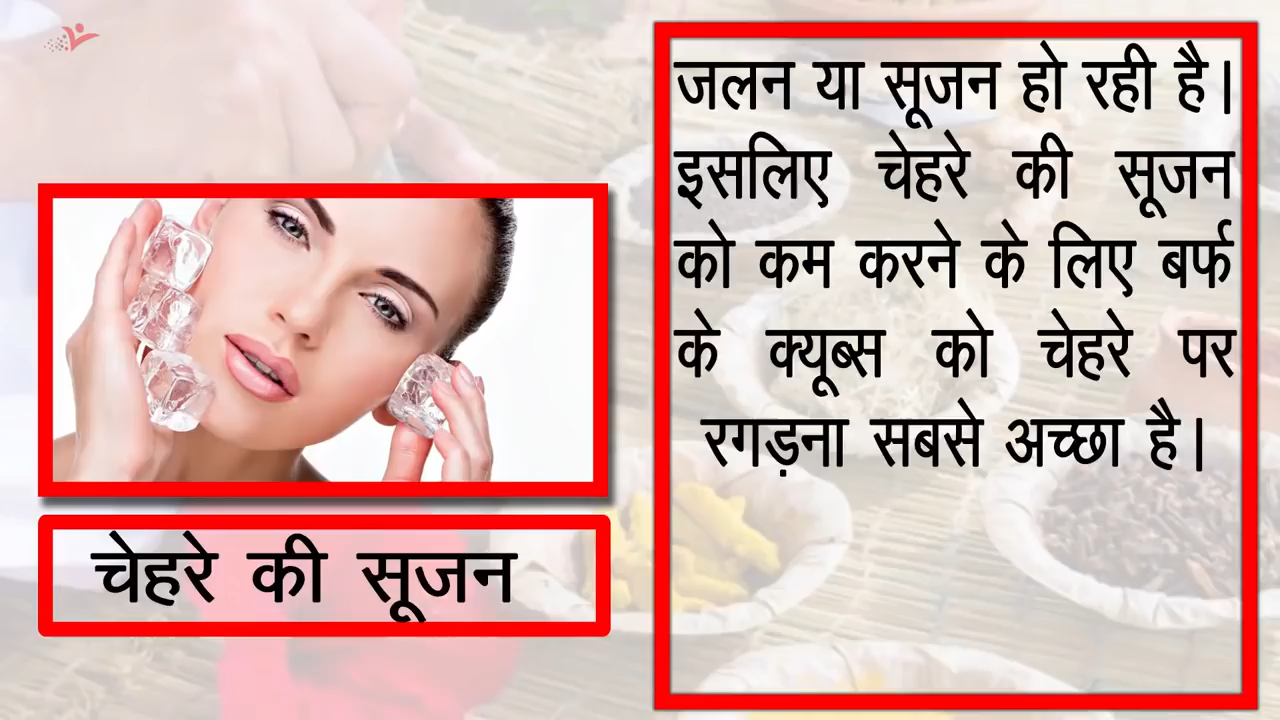 जलन या सूजन हो रही है।
इसलिए चेहरे की सूजन
को कम करने के लिए बर्फ
के क्यूब्स को चेहरे पर
रगड़ना सबसे अच्छा है।
चेहरे की सूजन